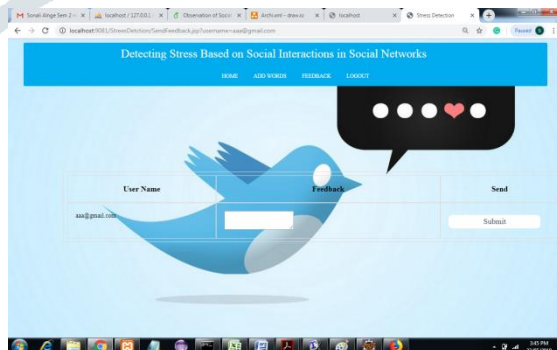 Sonali Ainge Sem 2
localhost / 127.0.0.1
Observation of Soci
Archi.xml - draw.io
localhost
Stress Detection
localhost:9081/StressDetction/SendFeedback.jsp?username=aaa@gmail.com
Paused
Detecting Stress Based on Social Interactions in Social Networks
HOME ADD WORDS FEEDBACK LOGOUT
User Name Feedback Send
aaa@gmail.com Submit
3:45 PM